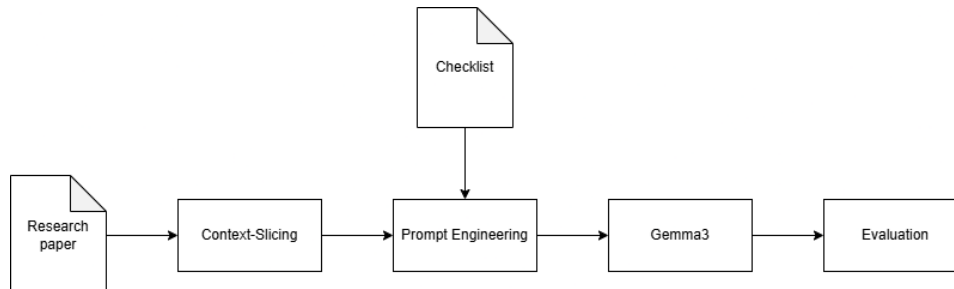 Checklist
Research
paper
Context-Slicing
Prompt Engineering
Gemma3
Evaluation